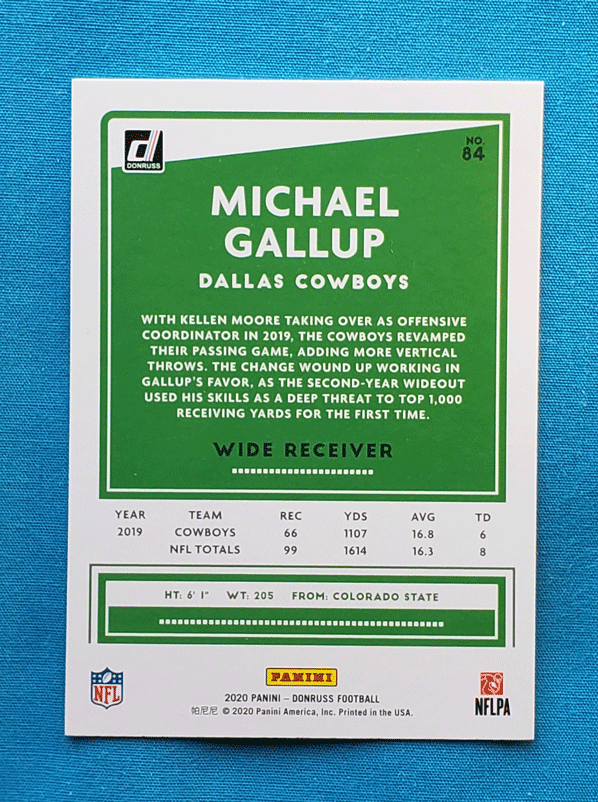 DONRUSS
NO.
84
MICHAEL
GALLUP
DALLAS COWBOYS
WITH KELLEN MOORE TAKING OVER AS OFFENSIVE
COORDINATOR IN 2019, THE COWBOYS REVAMPED
THEIR PASSING GAME, ADDING MORE VERTICAL
THROWS. THE CHANGE WOUND UP WORKING IN
GALLUP'S FAVOR, AS THE SECOND-YEAR WIDEOUT
USED HIS SKILLS AS A DEEP THREAT TO TOP 1,000
RECEIVING YARDS FOR THE FIRST TIME.
WIDE RECEIVER
YEAR TEAM REC YDS AVG TD
2019 COWBOYS 66 1107 16.8 6
NFL TOTALS 99 1614 16.3 8
HT: 6' 1" WT: 205 FROM: COLORADO STATE
NFL
PANINI
NFLPA
2020 PANINI – DONRUSS FOOTBALL
帕尼尼 © 2020 Panini America, Inc. Printed in the USA.